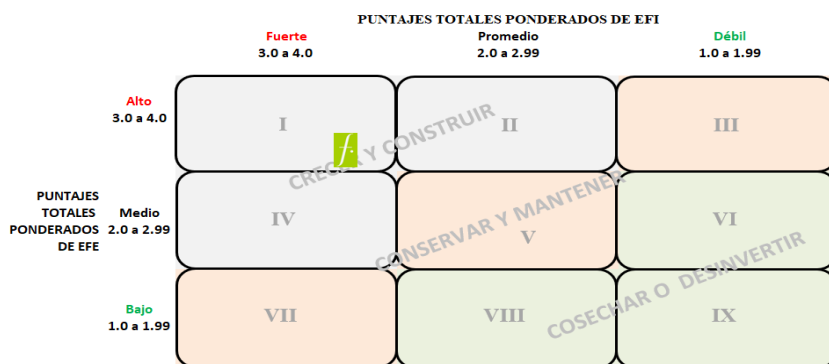 PUNTAJES TOTALES PONDERADOS DE EFI
Fuerte
3.0 a 4.0
Promedio
2.0 a 2.99
Débil
1.0 a 1.99
Alto
3.0 a 4.0
I
II
III
f.
CRECER Y CONSTRUIR
PUNTAJES
TOTALES
PONDERADOS
DE EFE
Medio
2.0 a 2.99
IV
V
VI
CONSERVAR Y MANTENER
Bajo
1.0 a 1.99
VII
VIII
IX
COSECHAR O DESINVERTIR